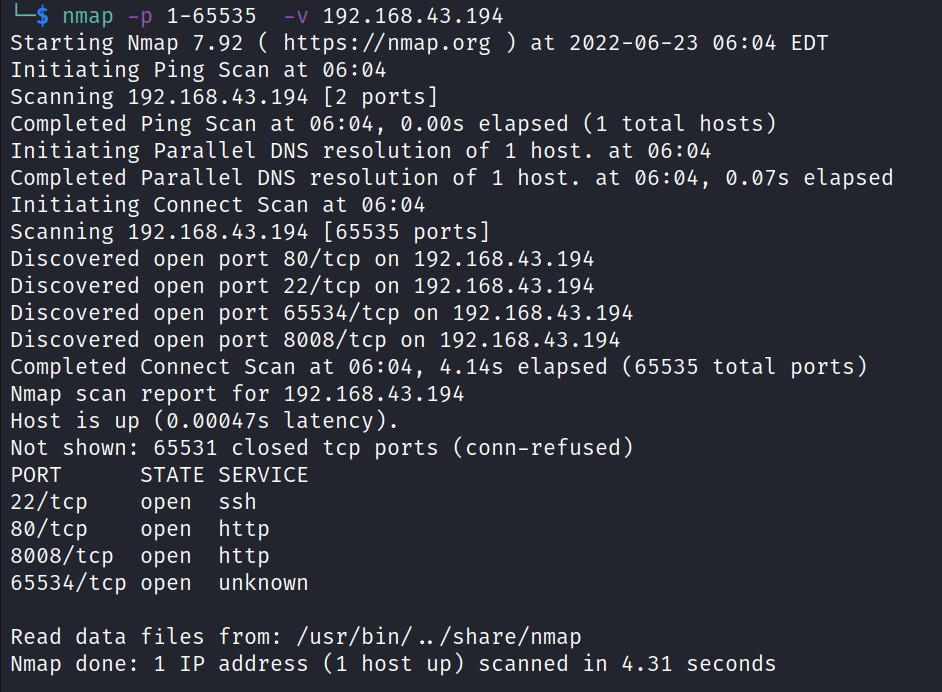 └─$ nmap -p 1-65535  -v 192.168.43.194
Starting Nmap 7.92 ( https://nmap.org ) at 2022-06-23 06:04 EDT
Initiating Ping Scan at 06:04
Scanning 192.168.43.194 [2 ports]
Completed Ping Scan at 06:04, 0.00s elapsed (1 total hosts)
Initiating Parallel DNS resolution of 1 host. at 06:04
Completed Parallel DNS resolution of 1 host. at 06:04, 0.07s elapsed
Initiating Connect Scan at 06:04
Scanning 192.168.43.194 [65535 ports]
Discovered open port 80/tcp on 192.168.43.194
Discovered open port 22/tcp on 192.168.43.194
Discovered open port 65534/tcp on 192.168.43.194
Discovered open port 8008/tcp on 192.168.43.194
Completed Connect Scan at 06:04, 4.14s elapsed (65535 total ports)
Nmap scan report for 192.168.43.194
Host is up (0.00047s latency).
Not shown: 65531 closed tcp ports (conn-refused)
PORT      STATE SERVICE
22/tcp    open  ssh
80/tcp    open  http
8008/tcp  open  http
65534/tcp open  unknown
Read data files from: /usr/bin/../share/nmap
Nmap done: 1 IP address (1 host up) scanned in 4.31 seconds